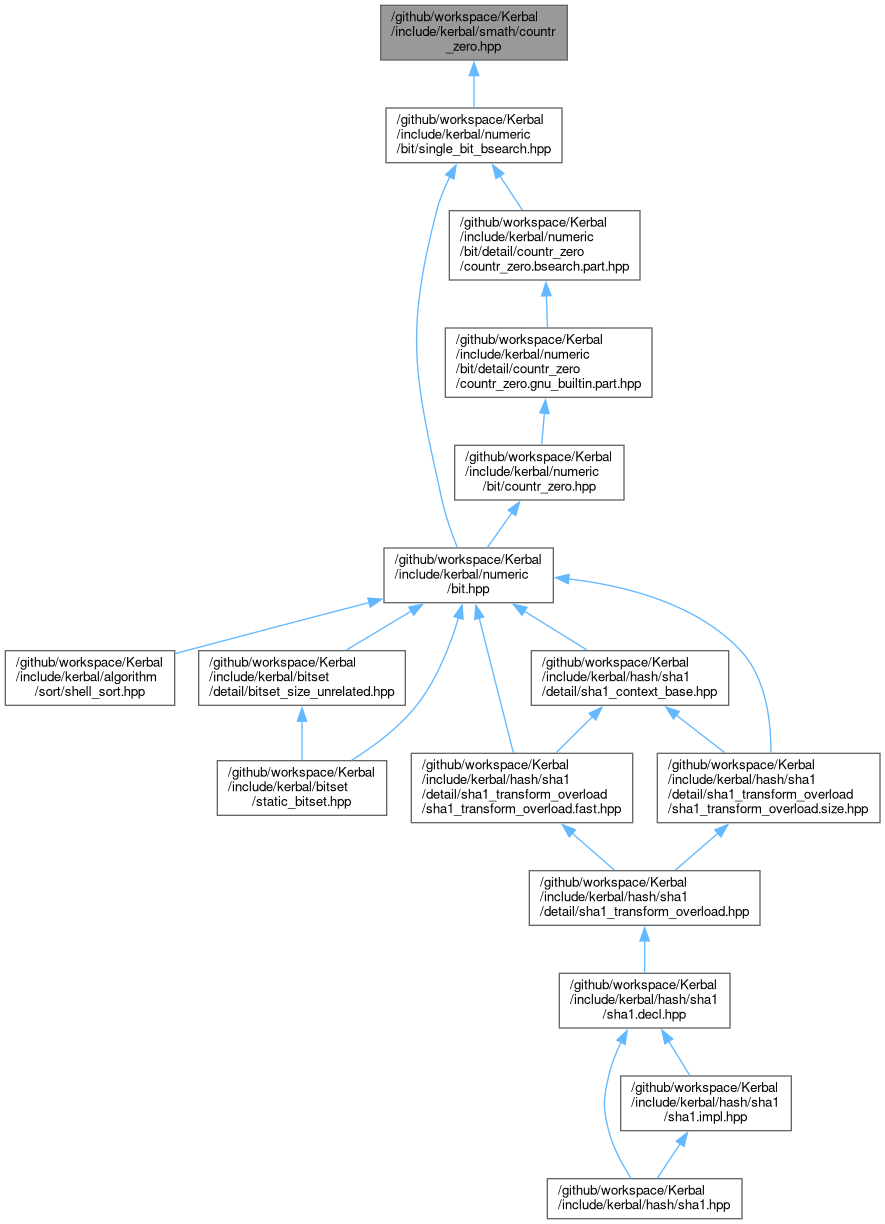 /github/workspace/Kerbal
/include/kerbal/smath/countr
_zero.hpp
/github/workspace/Kerbal
/include/kerbal/numeric
/bit/single_bit_bsearch.hpp
/github/workspace/Kerbal
/include/kerbal/numeric
/bit/detail/countr_zero
/countr_zero.bsearch.part.hpp
/github/workspace/Kerbal
/include/kerbal/numeric
/bit/detail/countr_zero
/countr_zero.gnu_builtin.part.hpp
/github/workspace/Kerbal
/include/kerbal/numeric
/bit/countr_zero.hpp
/github/workspace/Kerbal
/include/kerbal/numeric
/bit.hpp
/github/workspace/Kerbal
/include/kerbal/algorithm
/sort/shell_sort.hpp
/github/workspace/Kerbal
/include/kerbal/bitset
/detail/bitset_size_unrelated.hpp
/github/workspace/Kerbal
/include/kerbal/hash/sha1
/detail/sha1_context_base.hpp
/github/workspace/Kerbal
/include/kerbal/bitset
/static_bitset.hpp
/github/workspace/Kerbal
/include/kerbal/hash/sha1
/detail/sha1_transform_overload
/sha1_transform_overload.fast.hpp
/github/workspace/Kerbal
/include/kerbal/hash/sha1
/detail/sha1_transform_overload
/sha1_transform_overload.size.hpp
/github/workspace/Kerbal
/include/kerbal/hash/sha1
/detail/sha1_transform_overload.hpp
/github/workspace/Kerbal
/include/kerbal/hash/sha1
/sha1.decl.hpp
/github/workspace/Kerbal
/include/kerbal/hash/sha1
/sha1.impl.hpp
/github/workspace/Kerbal
/include/kerbal/hash/sha1.hpp